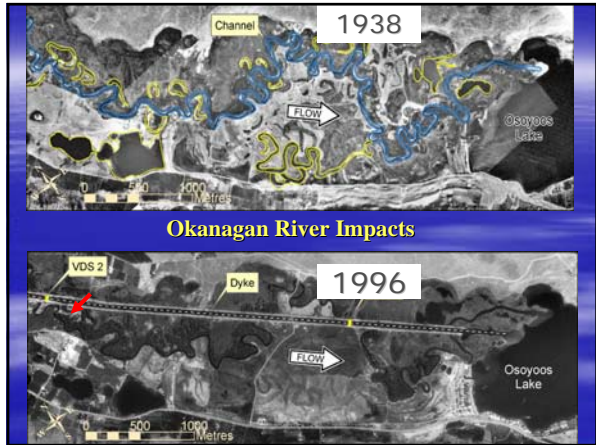 1938
Channel
FLOW
Osoyoos
Lake
0 500 1000
Metres
Okanagan River Impacts
VDS 2
Dyke
1996
FLOW
Osoyoos
Lake
0 500 1000
Metres